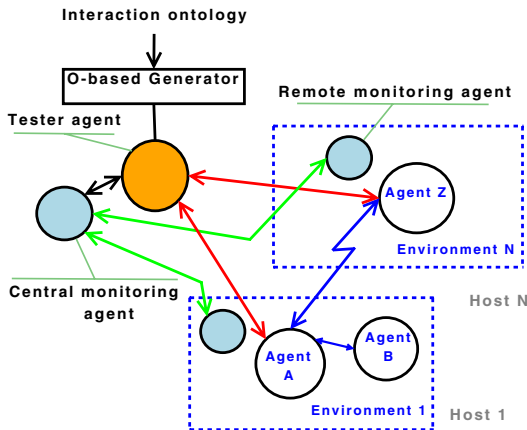 Interaction ontology
O-based Generator
Remote monitoring agent
Tester agent
Agent Z
Environment N
Central monitoring
agent
Host N
Agent
A
Agent
B
Environment 1
Host 1